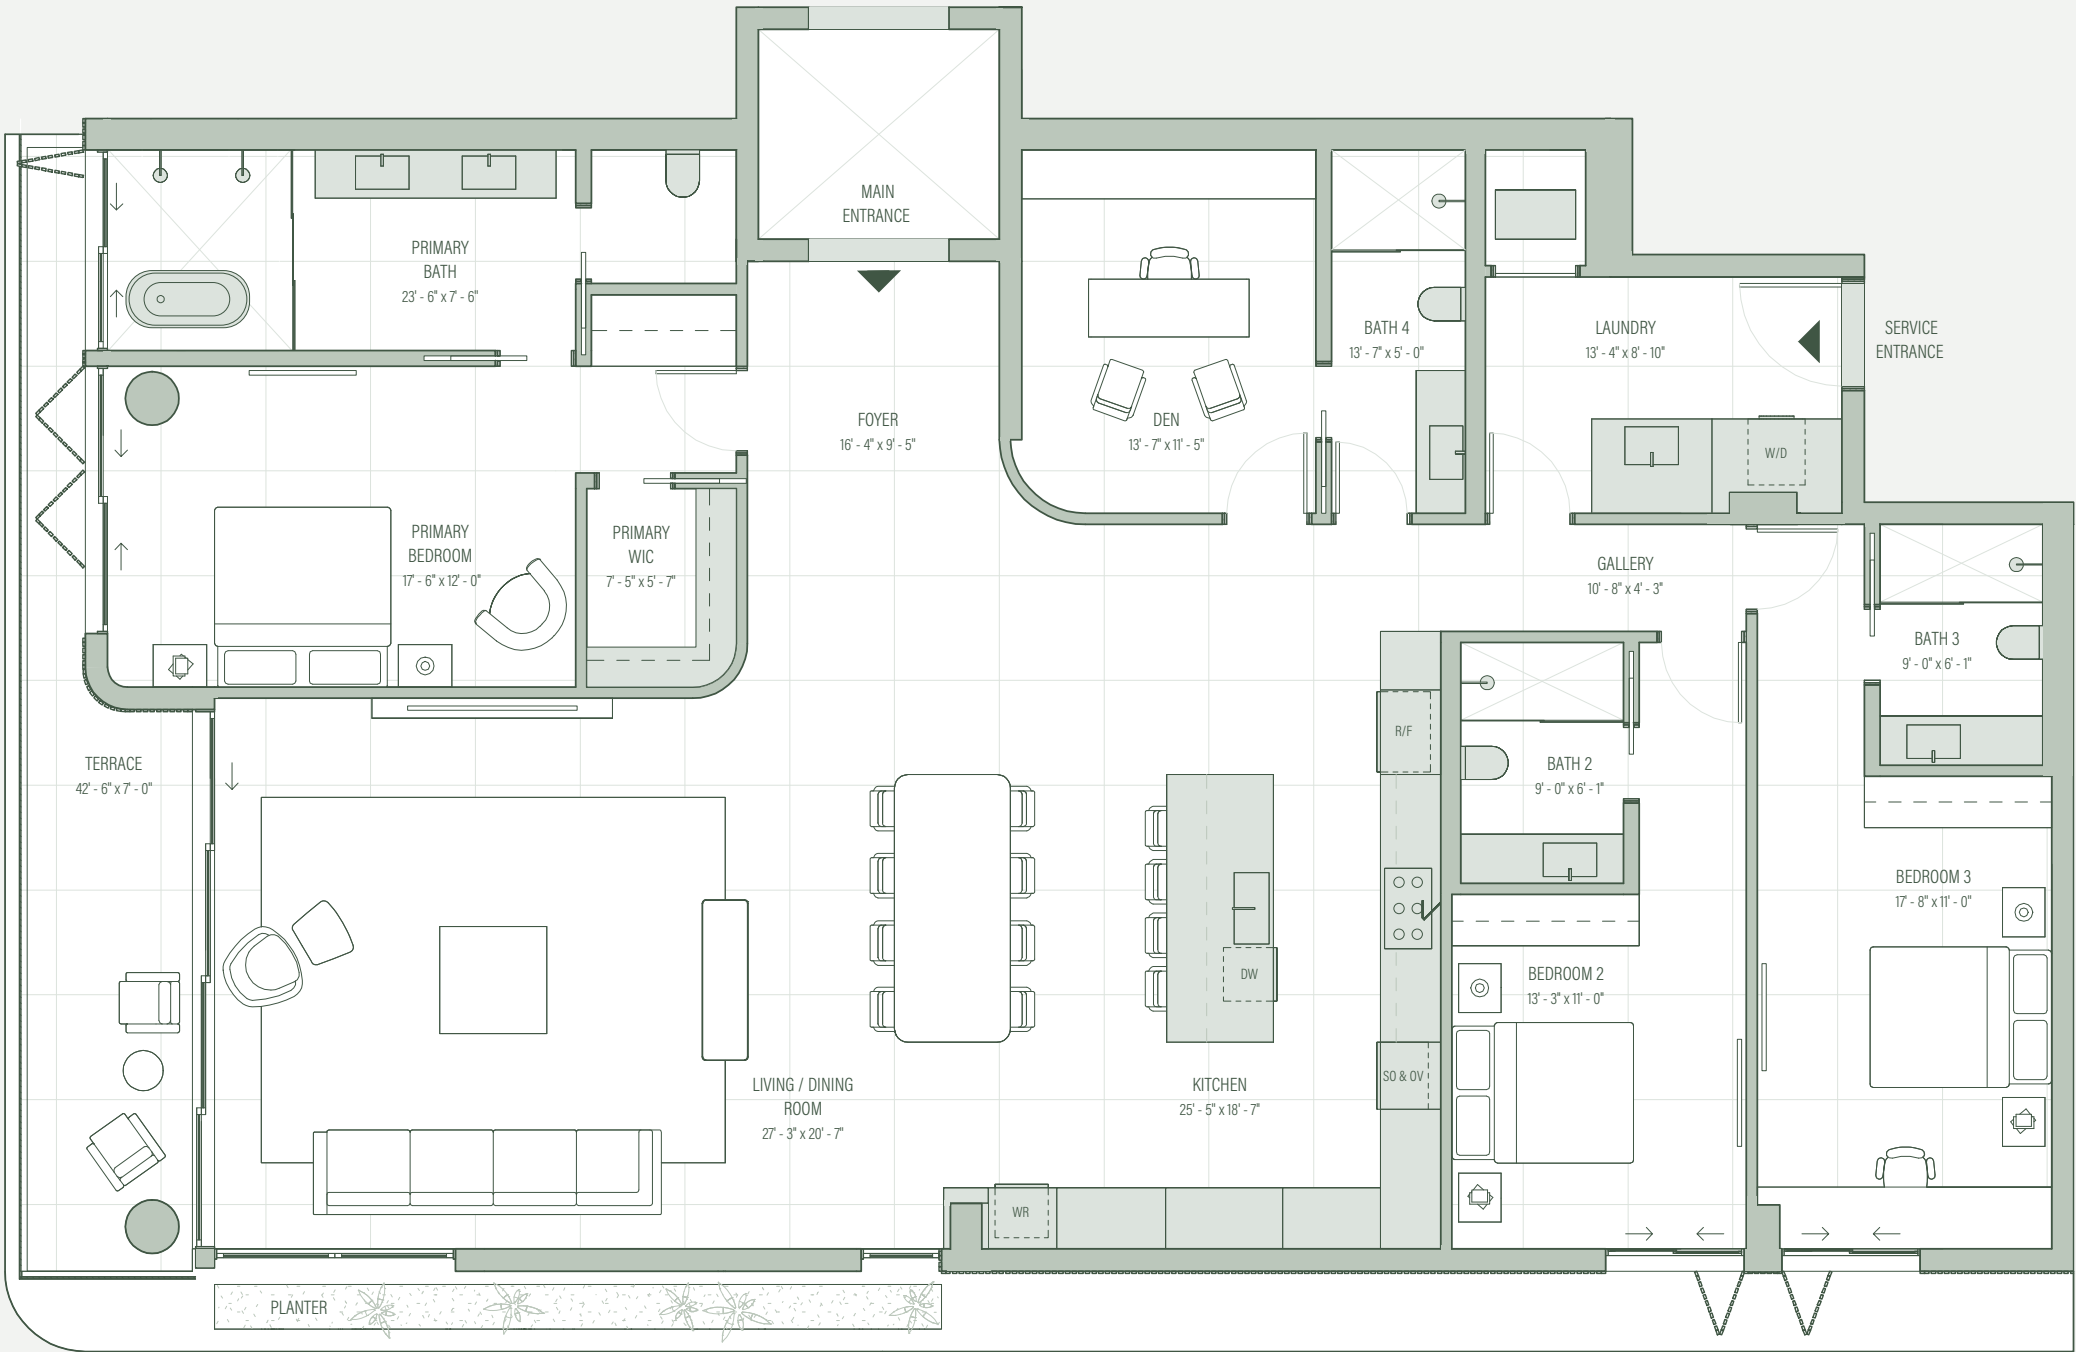 MAIN
ENTRANCE
PRIMARY
BATH
23' - 6" x 7' - 6"
BATH 4
13' - 7" x 5' - 0"
LAUNDRY
13' - 4" x 8' - 10"
SERVICE
ENTRANCE
FOYER
16' - 4" x 9' - 5"
DEN
13' - 7" x 11' - 5"
W/D
PRIMARY
BEDROOM
17' - 6" x 12' - 0"
PRIMARY
WIC
7' - 5" x 5' - 7"
GALLERY
10' - 8" x 4' - 3"
BATH 3
9' - 0" x 6' - 1"
R/F
TERRACE
42' - 6" x 7' - 0"
BATH 2
9' - 0" x 6' - 1"
BEDROOM 3
17' - 8" x 11' - 0"
DW
BEDROOM 2
13' - 3" x 11' - 0"
LIVING / DINING
ROOM
27' - 3" x 20' - 7"
KITCHEN
25' - 5" x 18' - 7"
SO & OV
WR
PLANTER